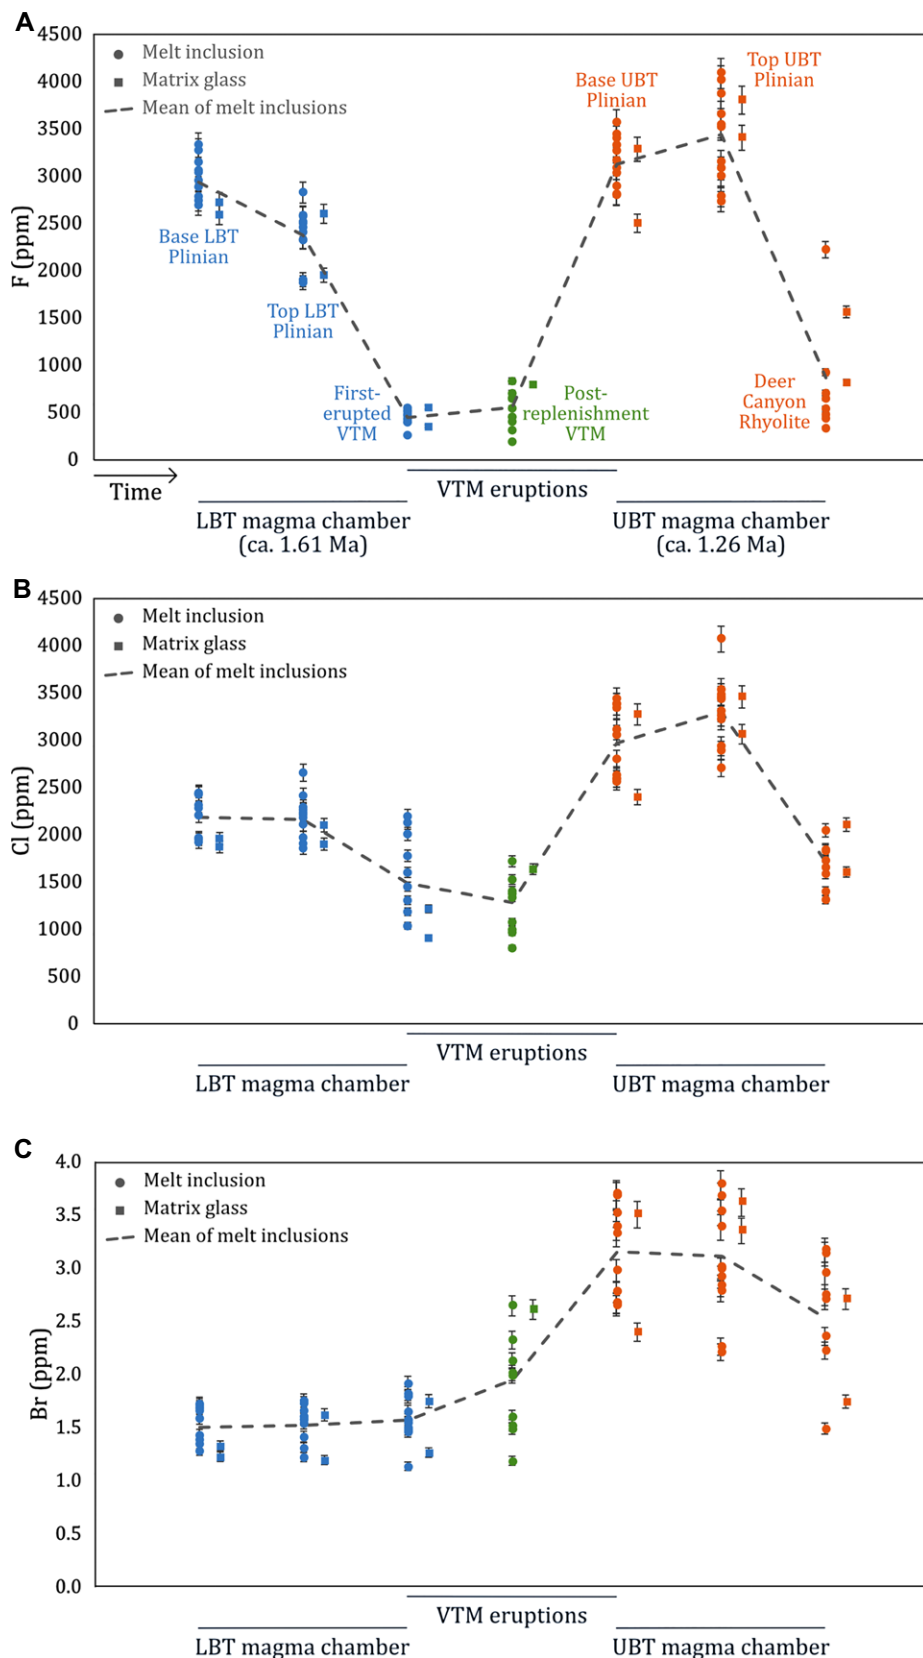 A
4500
4000
3500
3000
2500
2000
1500
1000
500
0
F (ppm)
Melt inclusion
Matrix glass
Mean of melt inclusions
Base LBT
Plinian
Top LBT
Plinian
First-
erupted
VTM
Post-
replenishment
VTM
Base UBT
Plinian
Top UBT
Plinian
Deer
Canyon
Rhyolite
Time
VTM eruptions
LBT magma chamber
(ca. 1.61 Ma)
UBT magma chamber
(ca. 1.26 Ma)
B
4500
4000
3500
3000
2500
2000
1500
1000
500
0
Cl (ppm)
Melt inclusion
Matrix glass
Mean of melt inclusions
VTM eruptions
LBT magma chamber
UBT magma chamber
C
4.0
3.5
3.0
2.5
2.0
1.5
1.0
0.5
0.0
Br (ppm)
Melt inclusion
Matrix glass
Mean of melt inclusions
VTM eruptions
LBT magma chamber
UBT magma chamber